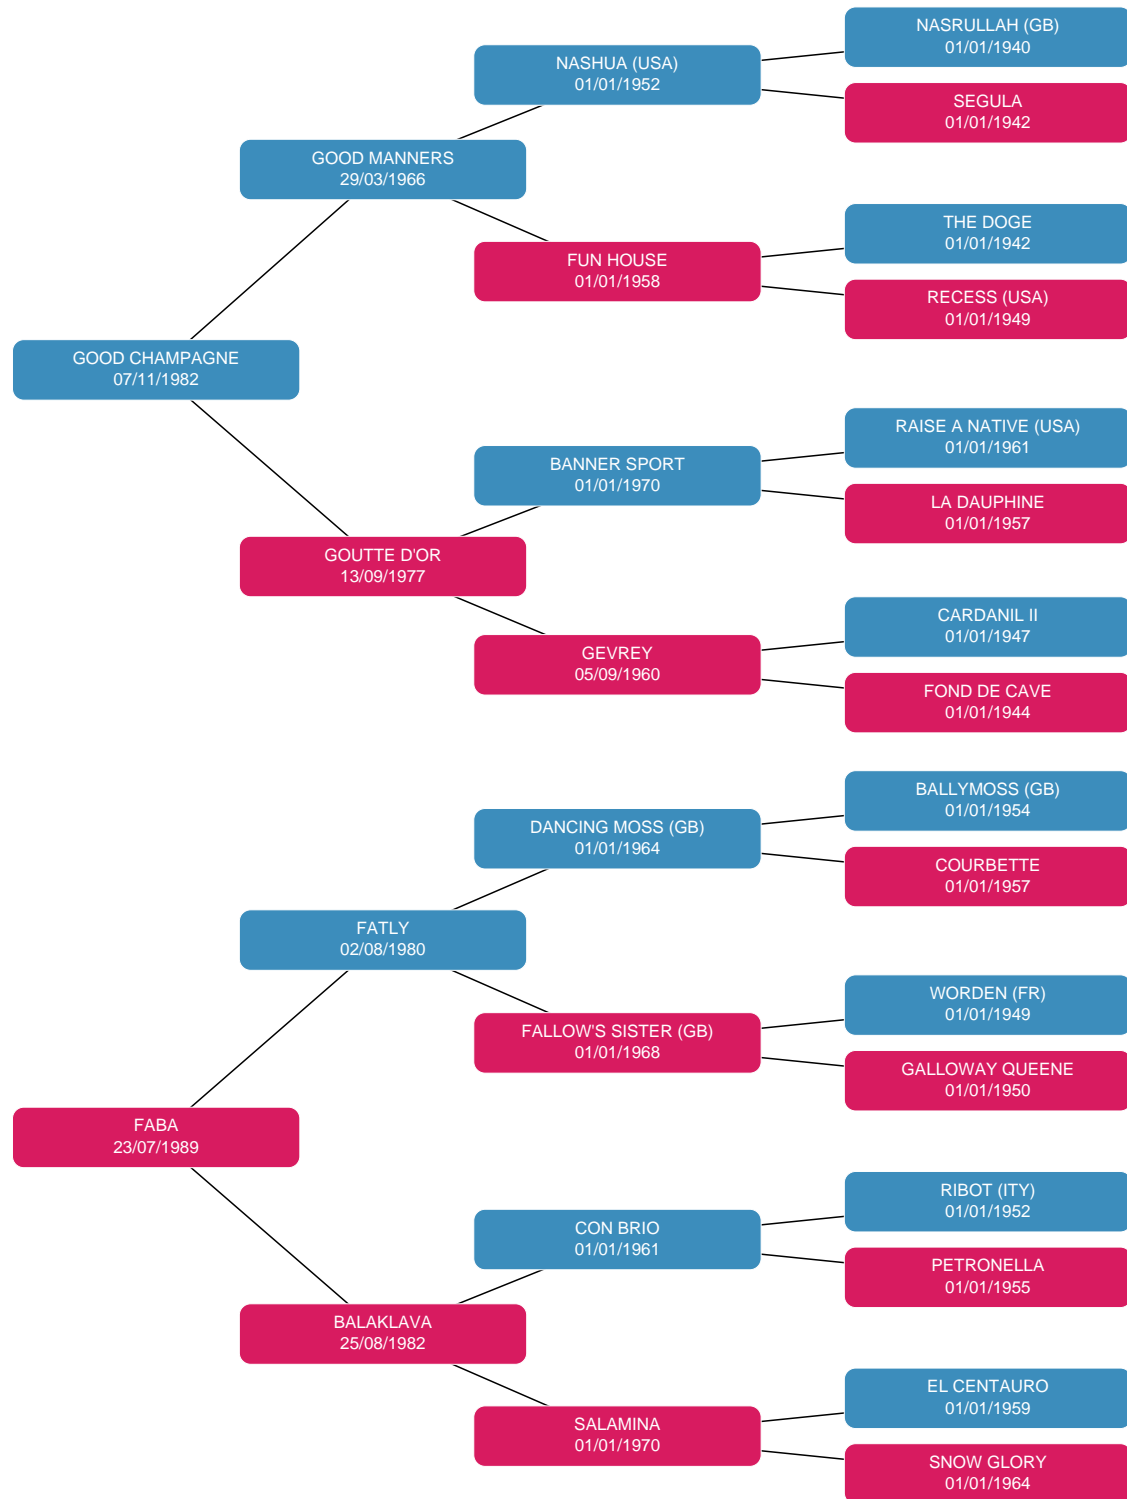 NASRULLAH (GB)
01/01/1940
NASHUA (USA)
01/01/1952
SEGULA
01/01/1942
GOOD MANNERS
29/03/1966
THE DOGE
01/01/1942
FUN HOUSE
01/01/1958
RECESS (USA)
01/01/1949
GOOD CHAMPAGNE
07/11/1982
RAISE A NATIVE (USA)
01/01/1961
BANNER SPORT
01/01/1970
LA DAUPHINE
01/01/1957
GOUTTE D'OR
13/09/1977
CARDANIL II
01/01/1947
GEVREY
05/09/1960
FOND DE CAVE
01/01/1944
BALLYMOSS (GB)
01/01/1954
DANCING MOSS (GB)
01/01/1964
COURBETTE
01/01/1957
FATLY
02/08/1980
WORDEN (FR)
01/01/1949
FALLOW'S SISTER (GB)
01/01/1968
GALLOWAY QUEENE
01/01/1950
FABA
23/07/1989
RIBOT (ITY)
01/01/1952
CON BRIO
01/01/1961
PETRONELLA
01/01/1955
BALAKLAVA
25/08/1982
EL CENTAURO
01/01/1959
SALAMINA
01/01/1970
SNOW GLORY
01/01/1964